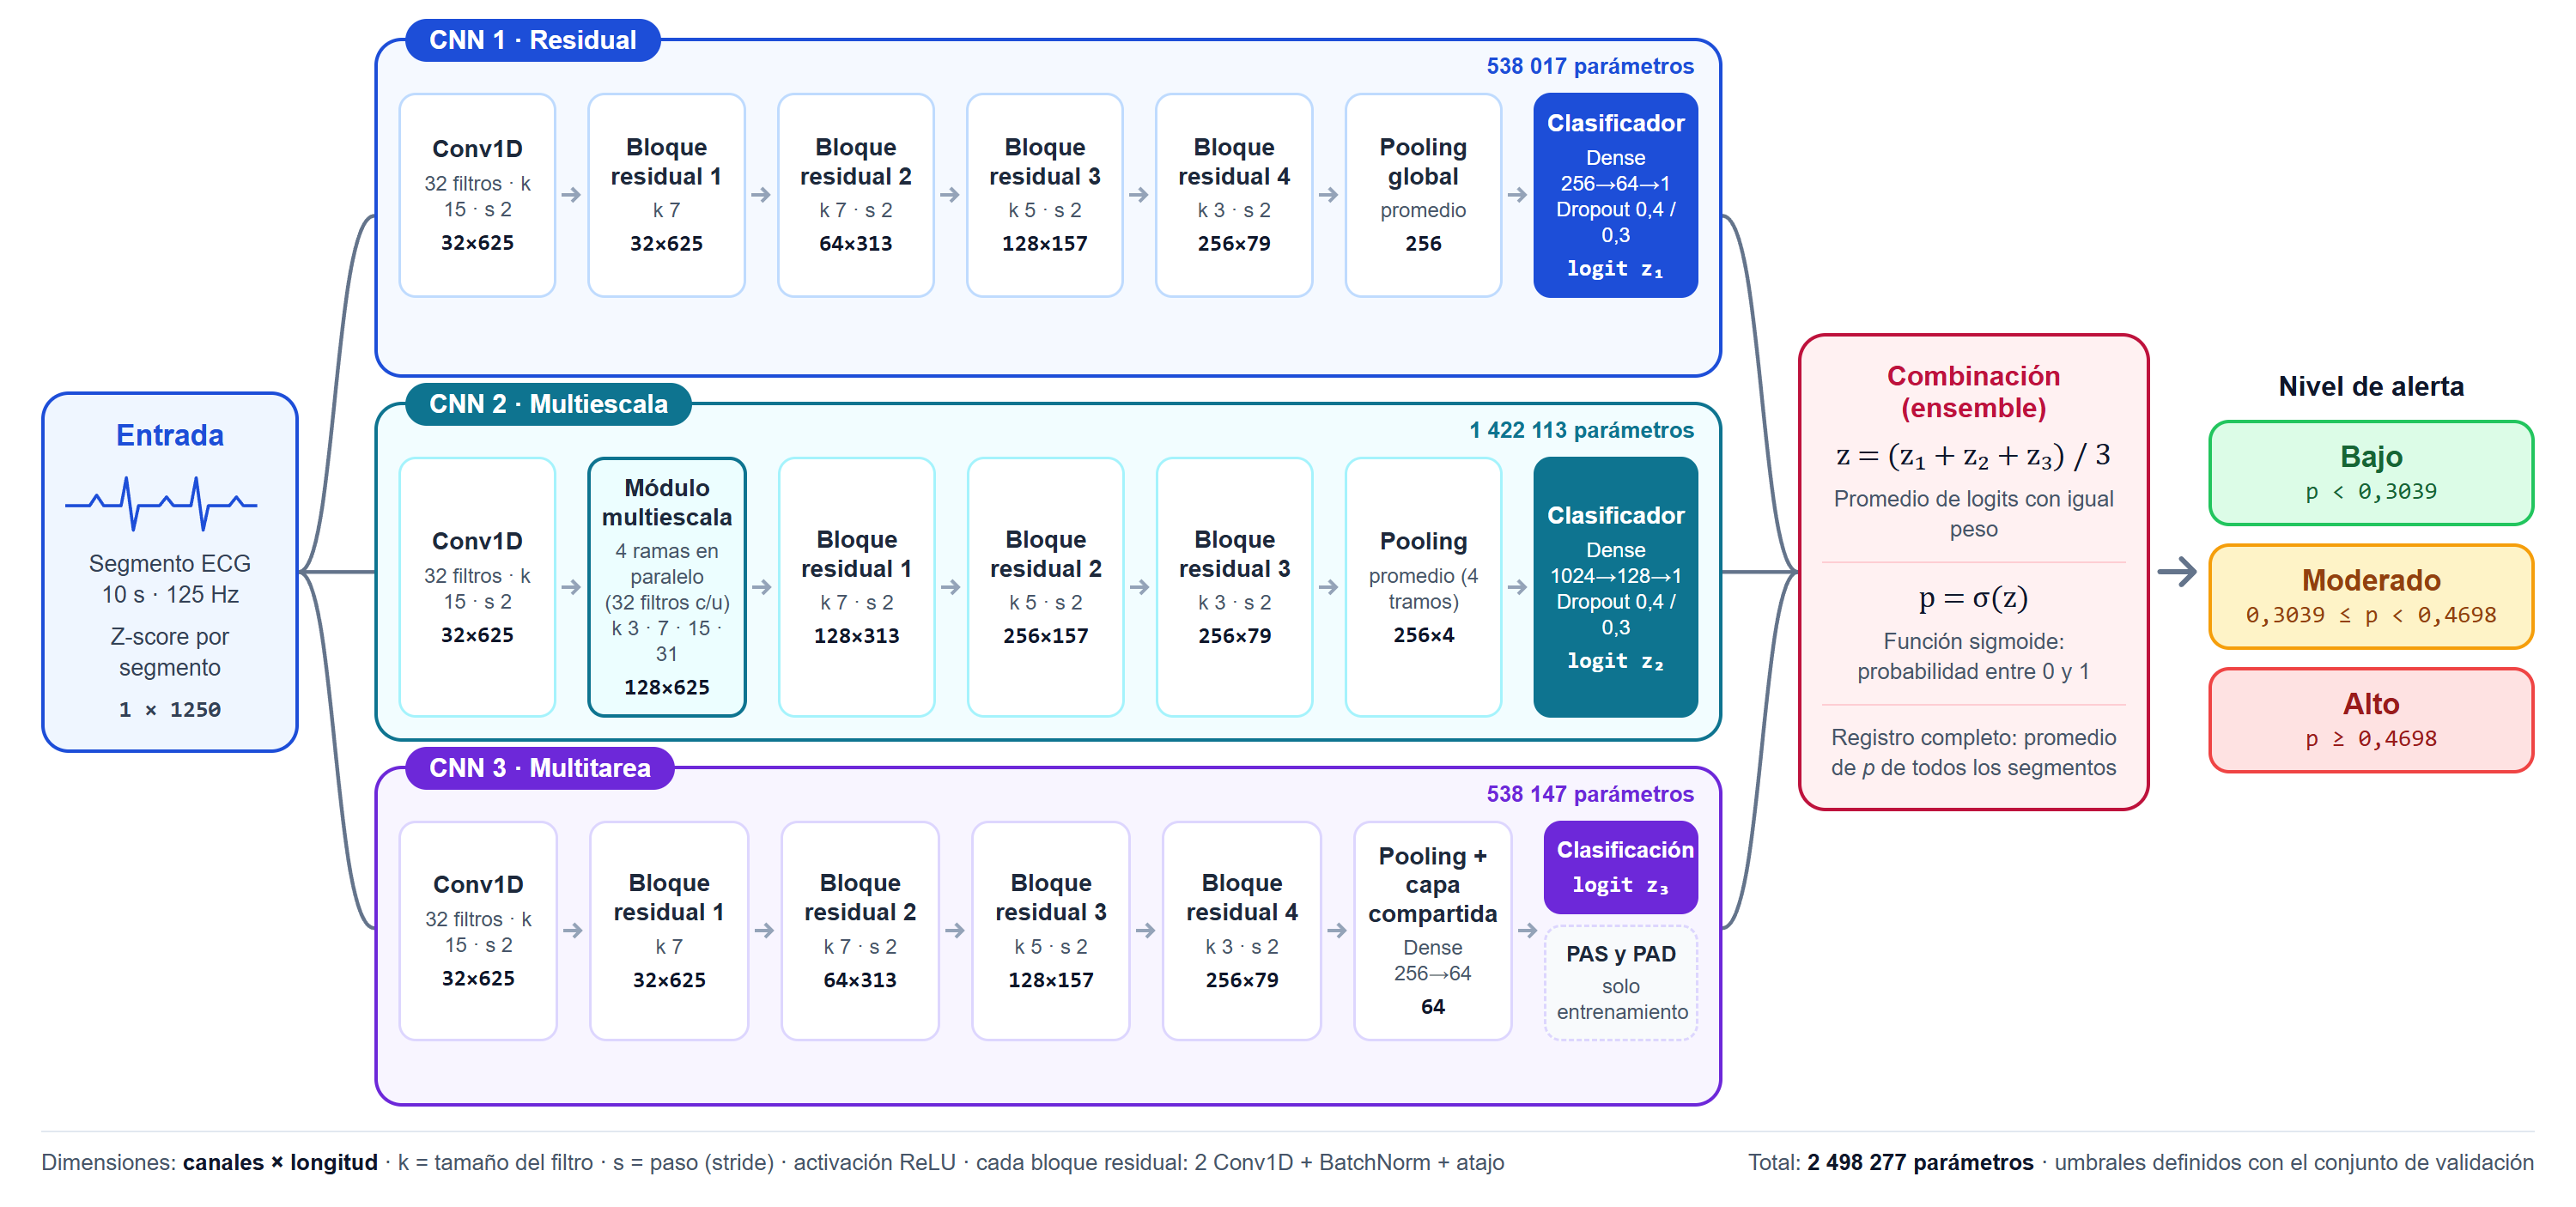 Entrada
Segmento ECG
10 s · 125 Hz
Z-score por
segmento
1 × 1250
CNN 1 · Residual
538 017 parámetros
Conv1D
32 filtros · k
15 · s 2
32×625
Bloque
residual 1
k 7
32×625
Bloque
residual 2
k 7 · s 2
64×313
Bloque
residual 3
k 5 · s 2
128×157
Bloque
residual 4
k 3 · s 2
256×79
Pooling
global
promedio
256
Clasificador
Dense
256→64→1
Dropout 0,4 /
0,3
logit z₁
CNN 2 · Multiescala
1 422 113 parámetros
Conv1D
32 filtros · k
15 · s 2
32×625
Módulo
multiescala
4 ramas en
paralelo
(32 filtros c/u)
k 3 · 7 · 15 ·
31
128×625
Bloque
residual 1
k 7 · s 2
128×313
Bloque
residual 2
k 5 · s 2
256×157
Bloque
residual 3
k 3 · s 2
256×79
Pooling
promedio (4
tramos)
256×4
Clasificador
Dense
1024→128→1
Dropout 0,4 /
0,3
logit z₂
CNN 3 · Multitarea
538 147 parámetros
Conv1D
32 filtros · k
15 · s 2
32×625
Bloque
residual 1
k 7
32×625
Bloque
residual 2
k 7 · s 2
64×313
Bloque
residual 3
k 5 · s 2
128×157
Bloque
residual 4
k 3 · s 2
256×79
Pooling +
capa
compartida
Dense
256→64
64
Clasificación
logit z₃
PAS y PAD
solo
entrenamiento
Combinación
(ensemble)
z = (z₁ + z₂ + z₃) / 3
Promedio de logits con igual
peso
p = σ(z)
Función sigmoide:
probabilidad entre 0 y 1
Registro completo: promedio
de p de todos los segmentos
Nivel de alerta
Bajo
p < 0,3039
Moderado
0,3039 ≤ p < 0,4698
Alto
p ≥ 0,4698
Dimensiones: canales × longitud · k = tamaño del filtro · s = paso (stride) · activación ReLU · cada bloque residual: 2 Conv1D + BatchNorm + atajo
Total: 2 498 277 parámetros · umbrales definidos con el conjunto de validación